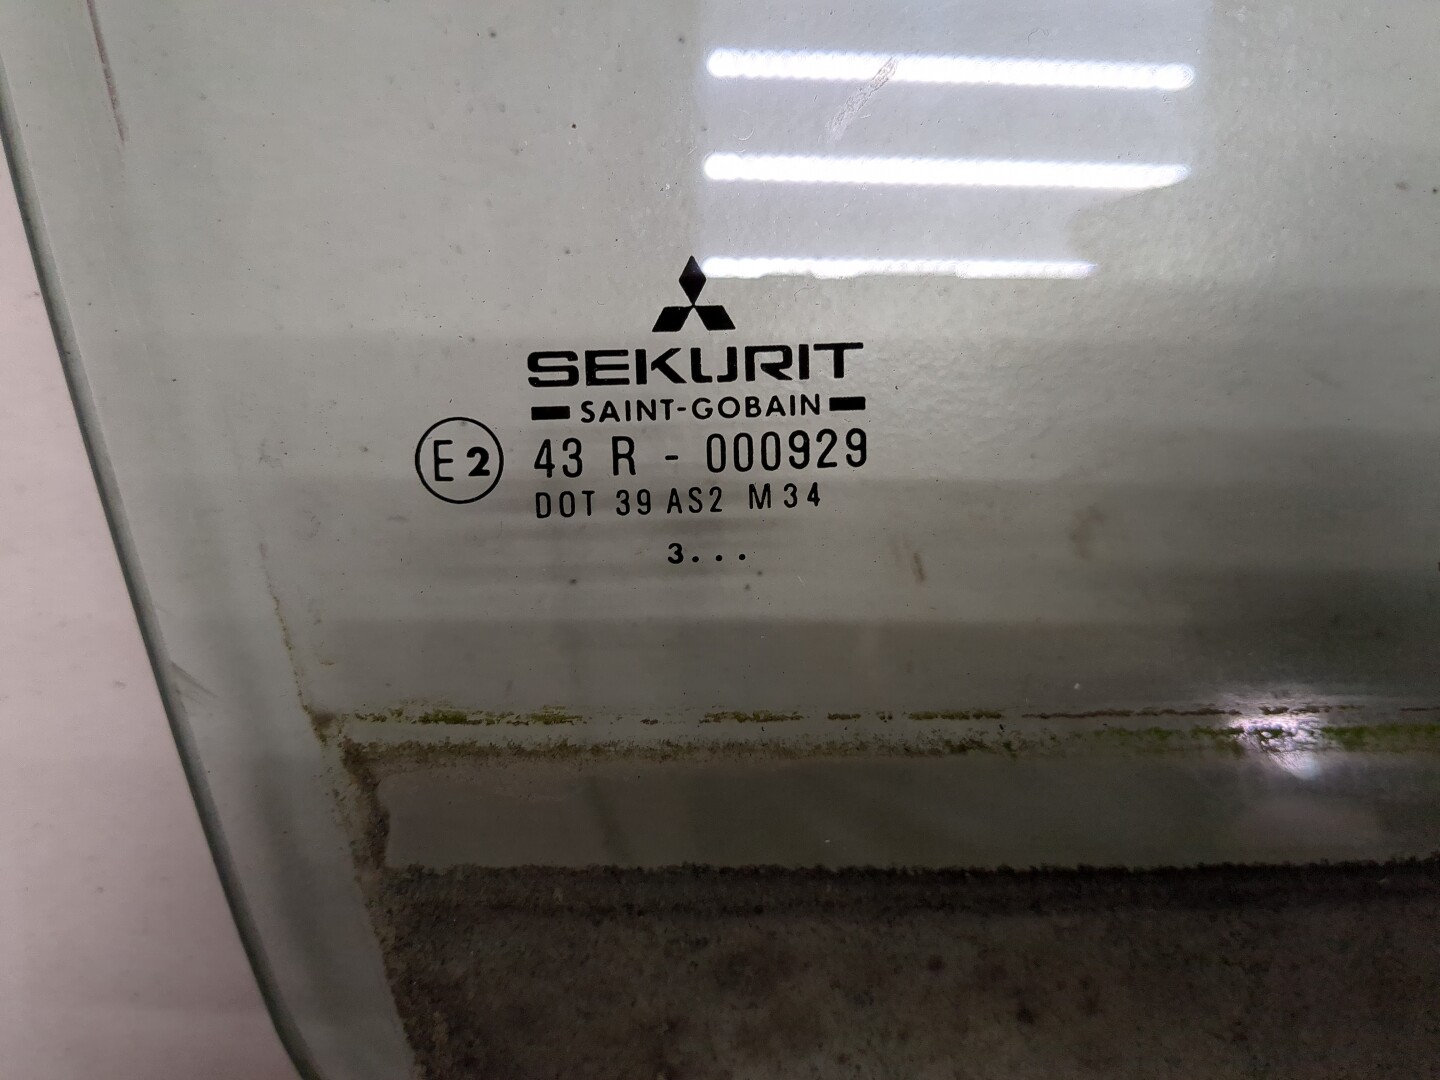 SEKURIT
SAINT-GOBAIN
E2 43 R - 000929
DOT 39 AS2 M34
3...